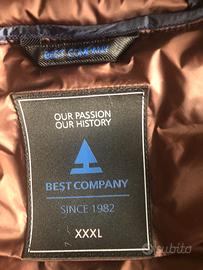 BEST COMPANY
OUR PASSION
OUR HISTORY
BEST COMPANY
SINCE 1982
XXXL
subito